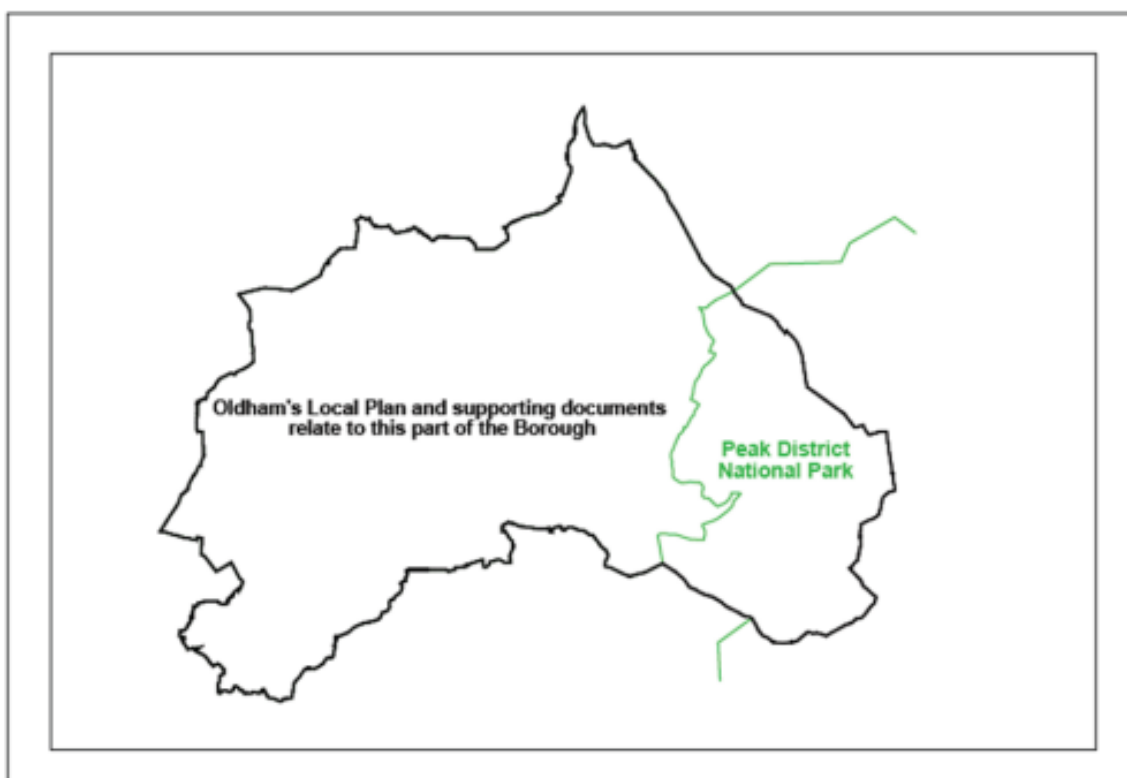 Oldham's Local Plan and supporting documents
relate to this part of the Borough
Peak District
National Park